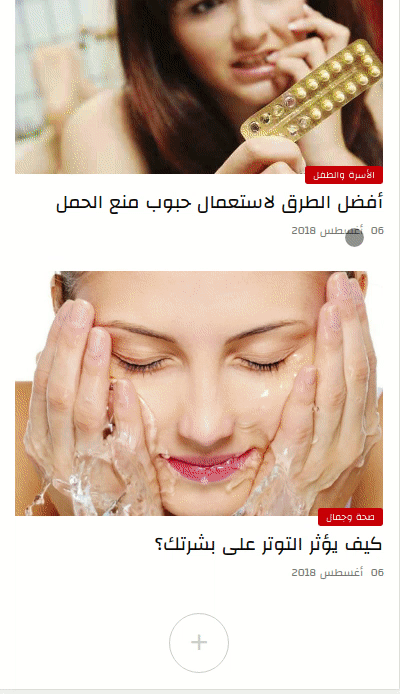 الأسرة والطفل
أفضل الطرق لاستعمال حبوب منع الحمل
06 أغسطس 2018
صحة وجمال
كيف يؤثر التوتر على بشرتك؟
06 أغسطس 2018
+